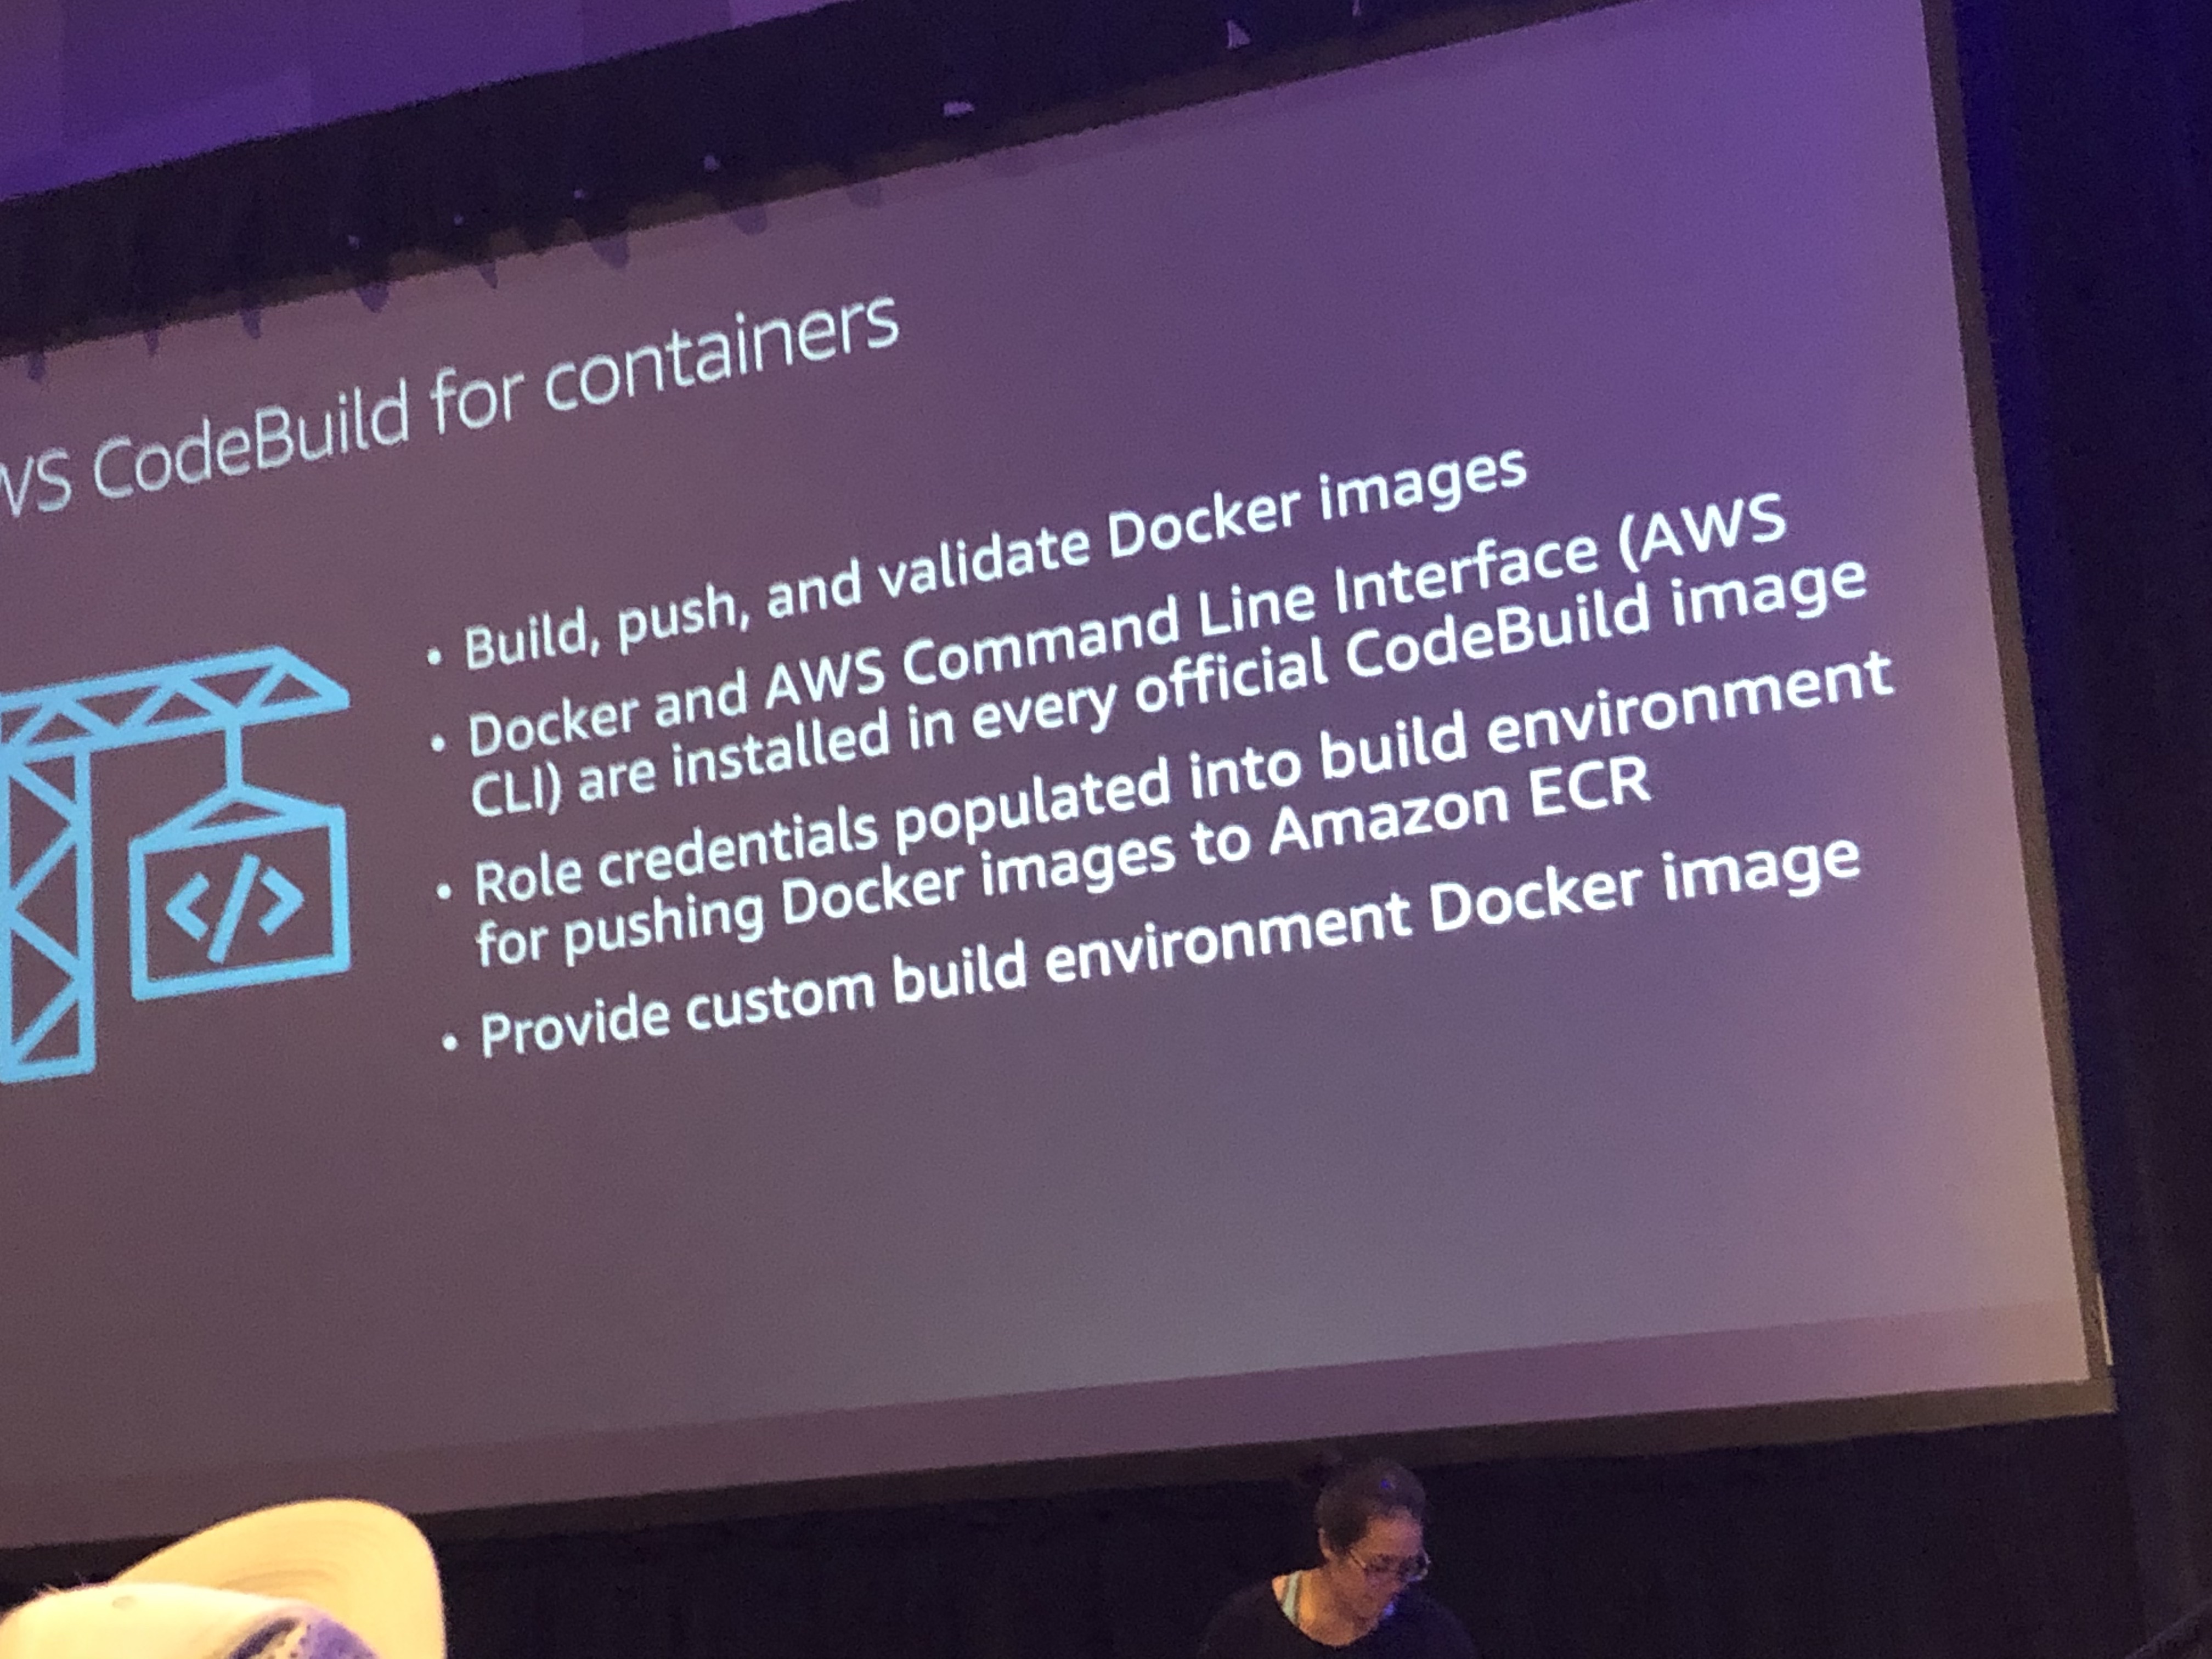 WS CodeBuild for containers
• Build, push, and validate Docker images
• Docker and AWS Command Line Interface (AWS
CLI) are installed in every official CodeBuild image
• Role credentials populated into build environment
for pushing Docker images to Amazon ECR
• Provide custom build environment Docker image
</>